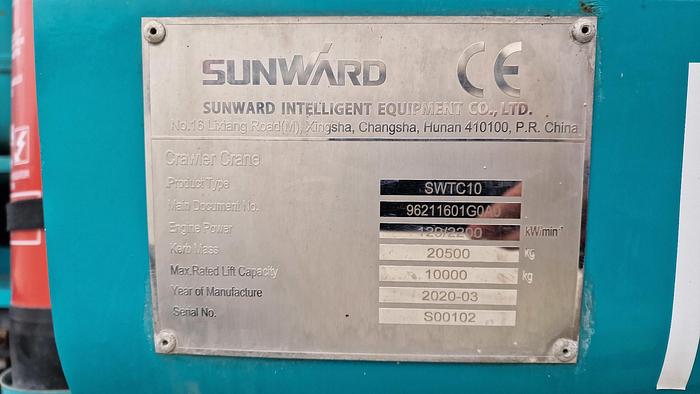 SUNWARD CE
SUNWARD INTELLIGENT EQUIPMENT CO., LTD.
No.16 Lixiang Road(M), Xingsha, Changsha, Hunan 410100, P.R. China
Crawler Crane
Product Type SWTC10
Main Document No. 96211601G0A0
Engine Power 129/2200 kW/min⁻¹
Kerb Mass 20500 kg
Max.Rated Lift Capacity 10000 kg
Year of Manufacture 2020-03
Serial No. S00102